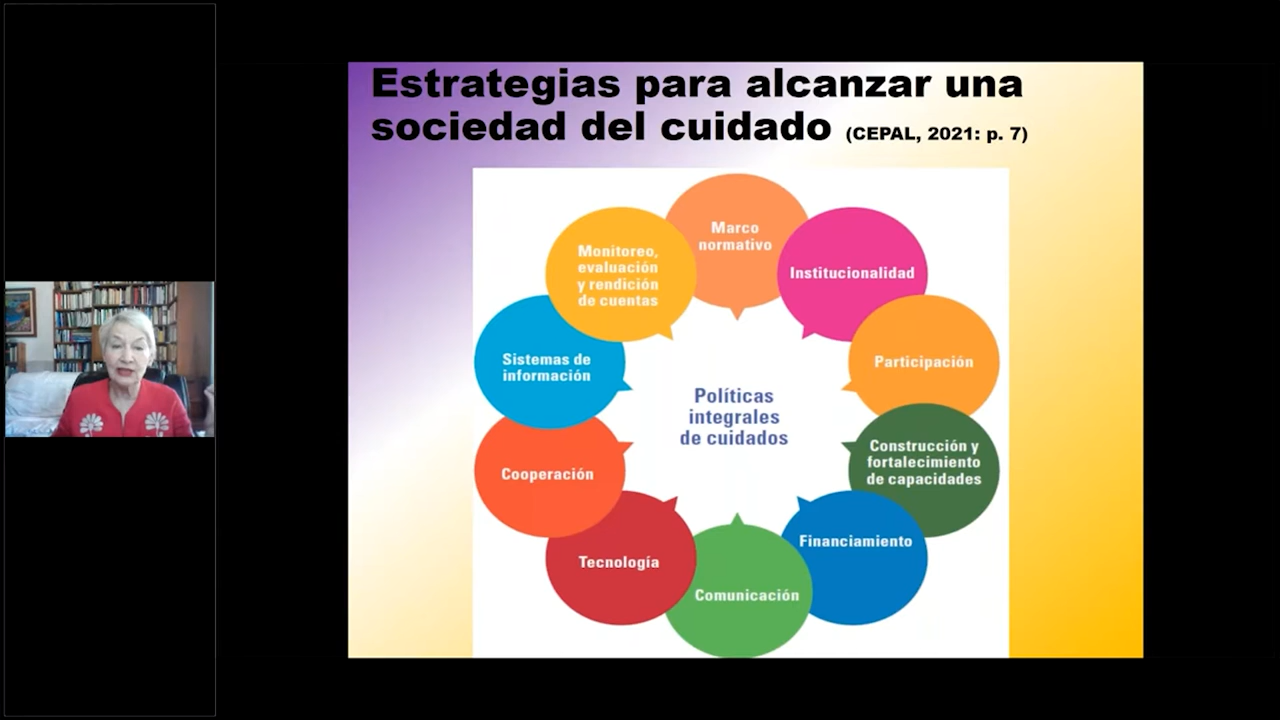 Estrategias para alcanzar una
sociedad del cuidado (CEPAL, 2021: p. 7)
Marco
normativo
Institucionalidad
Participación
Construcción y
fortalecimiento
de capacidades
Financiamiento
Comunicación
Tecnología
Cooperación
Sistemas de
información
Monitoreo,
evaluación
y rendición
de cuentas
Políticas
integrales
de cuidados